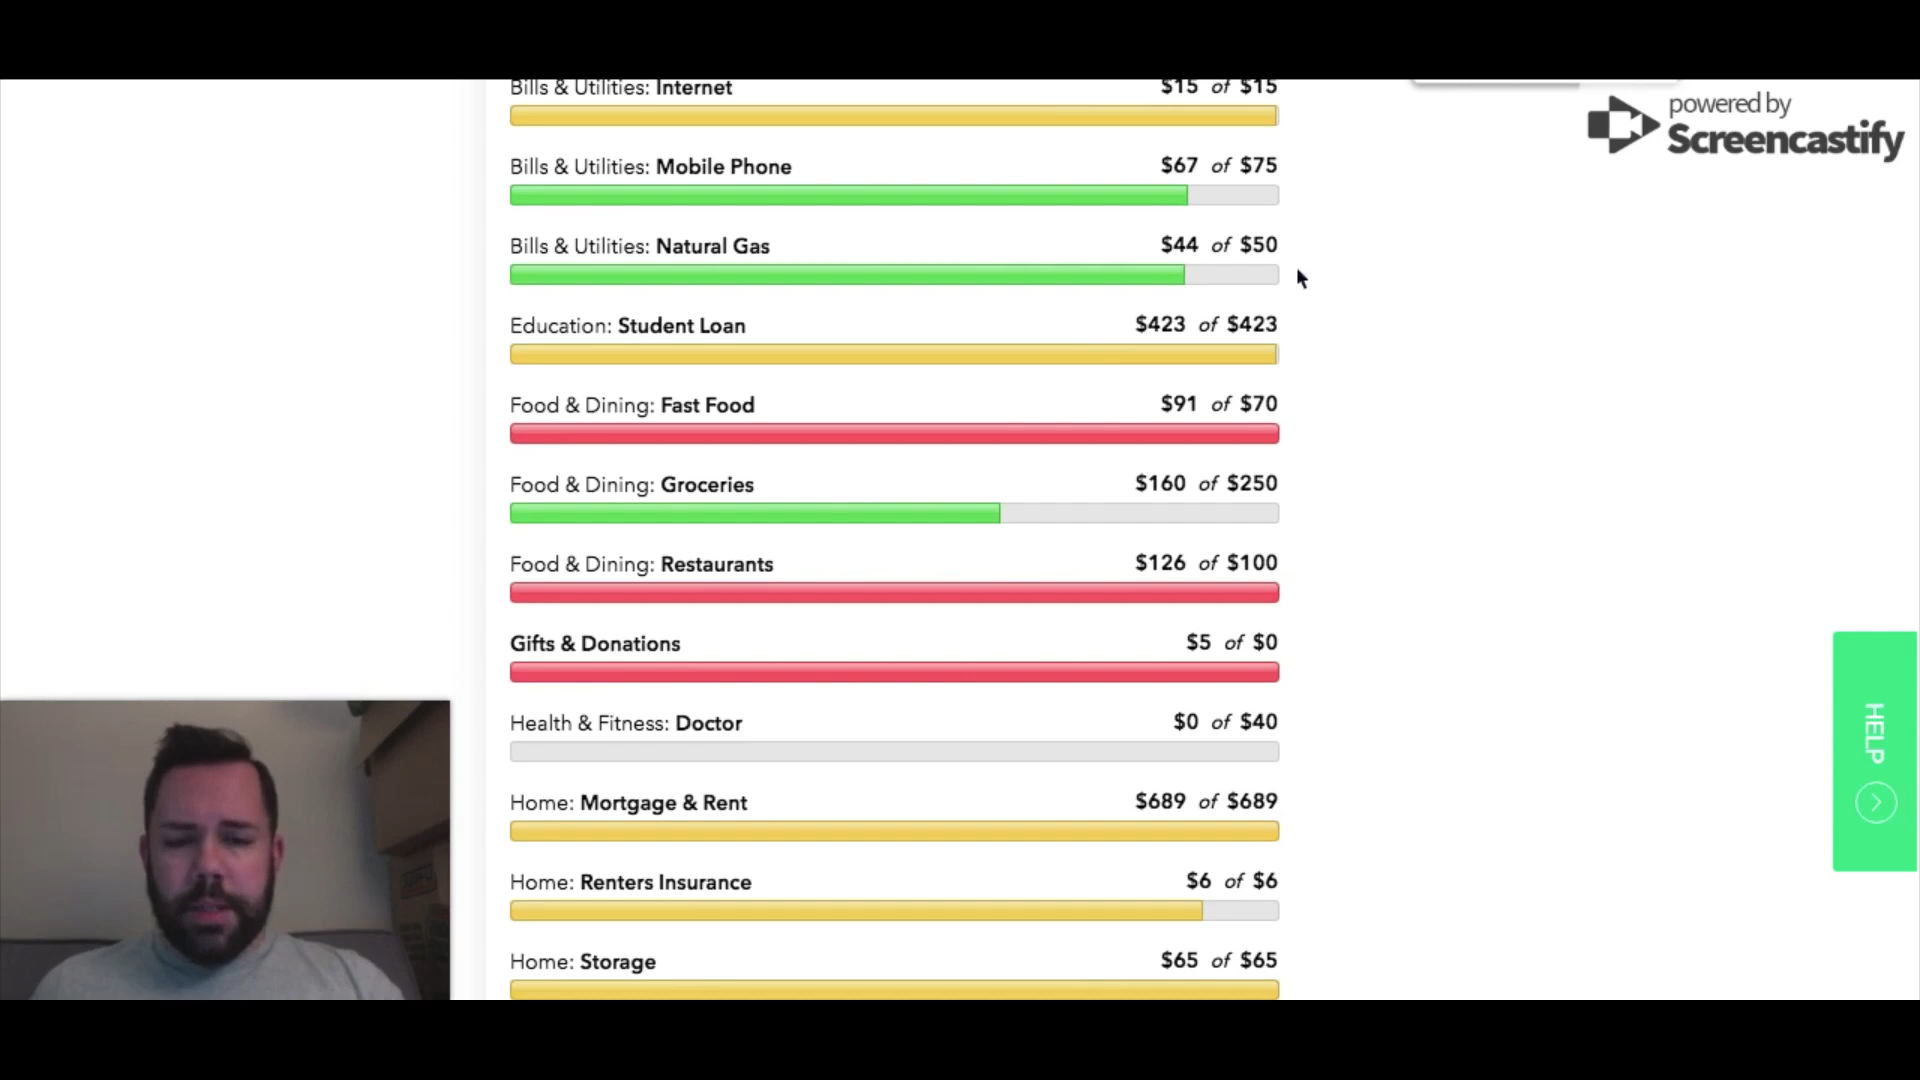 Bills & Utilities: Internet $15 of $15
powered by
Screencastify
Bills & Utilities: Mobile Phone $67 of $75
Bills & Utilities: Natural Gas $44 of $50
Education: Student Loan $423 of $423
Food & Dining: Fast Food $91 of $70
Food & Dining: Groceries $160 of $250
Food & Dining: Restaurants $126 of $100
Gifts & Donations $5 of $0
Health & Fitness: Doctor $0 of $40
HELP
Home: Mortgage & Rent $689 of $689
Home: Renters Insurance $6 of $6
Home: Storage $65 of $65